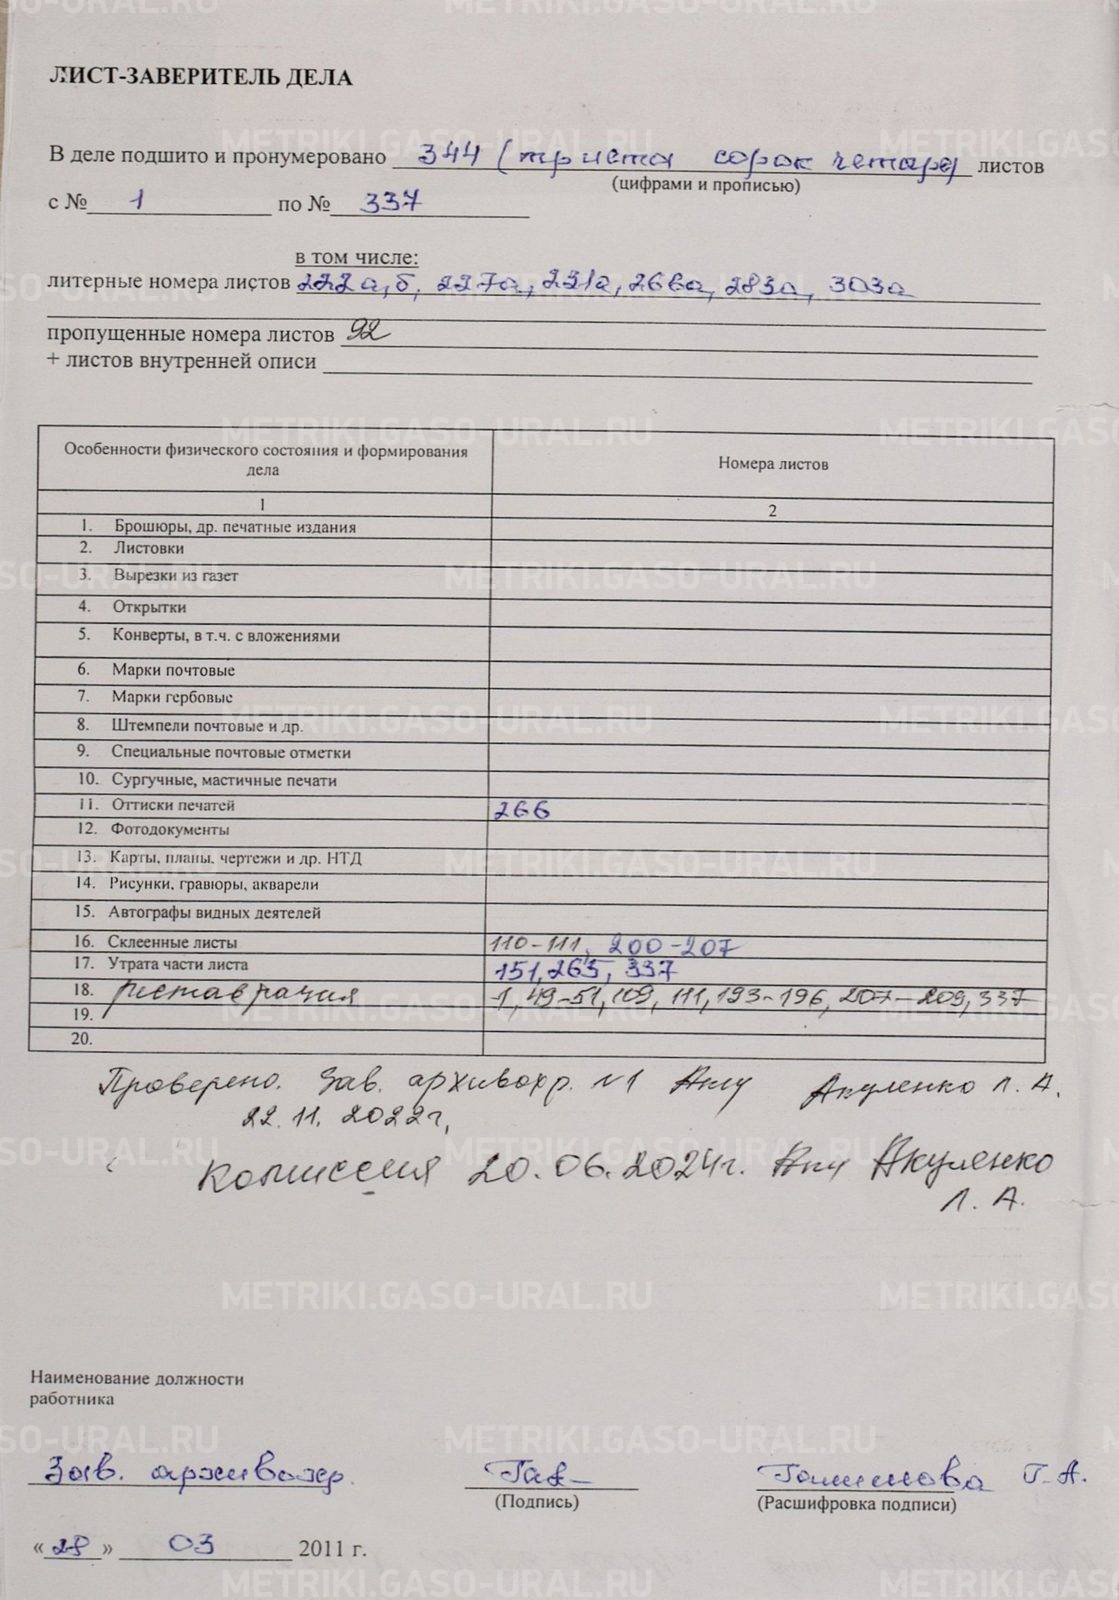 ЛИСТ-ЗАВЕРИТЕЛЬ ДЕЛА
В деле подшито и пронумеровано 344 (триста сорок четыре) листов
(цифрами и прописью)
с № 1 по № 337
в том числе:
литерные номера листов 222а,б, 227а, 231а, 266а, 283а, 303а
пропущенные номера листов 92
+ листов внутренней описи
Особенности физического состояния и формирования дела
Номера листов
1
2
1. Брошюры, др. печатные издания
2. Листовки
3. Вырезки из газет
4. Открытки
5. Конверты, в т.ч. с вложениями
6. Марки почтовые
7. Марки гербовые
8. Штемпели почтовые и др.
9. Специальные почтовые отметки
10. Сургучные, мастичные печати
11. Оттиски печатей 266
12. Фотодокументы
13. Карты, планы, чертежи и др. НТД
14. Рисунки, гравюры, акварели
15. Автографы видных деятелей
16. Склеенные листы 110-111, 200-207
17. Утрата части листа 151, 265, 337
18. реставрация 1, 49-51, 109, 111, 193-196, 207-209, 337
19.
20.
Проверено. Зав. архивохр. №1 Акуленко Л. А.
22.11.2022г.
Комиссия 20.06.2024г. Акуленко
Л. А.
Наименование должности
работника
Зав. архивохр. Г. А.
(Подпись) (Расшифровка подписи)
«28» 03 2011 г.
METRIKI.GASO-URAL.RU